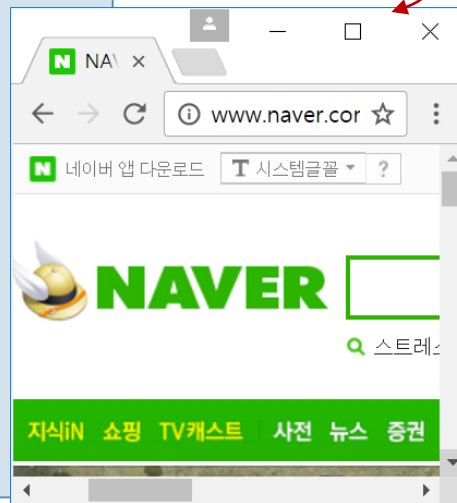 NA
www.naver.cor
네이버 앱 다운로드 T 시스템글꼴 ?
NAVER
스트레스
지식iN 쇼핑 TV캐스트 사전 뉴스 증권